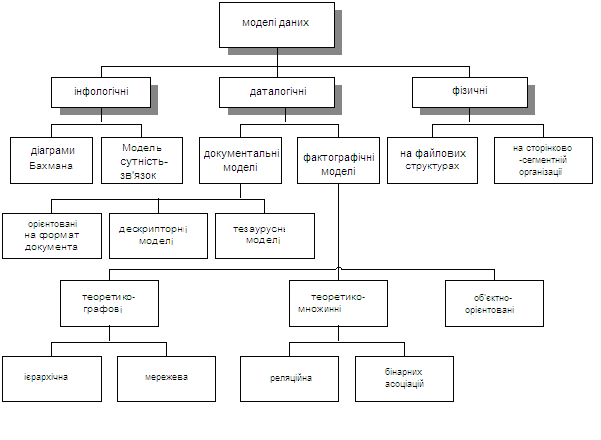 моделі даних
інфологічні
даталогічні
фізичні
діаграми
Бахмана
Модель
сутність-
зв'язок
документальні
моделі
фактографічні
моделі
на файлових
структурах
на сторінково
-сегментній
організації
орієнтовані
на формат
документа
дескрипторні
моделі
тезаурусні
моделі
теоретико-
графові
теоретико-
множинні
об'єктно-
орієнтовані
ієрархічна
мережева
реляційна
бінарних
асоціацій